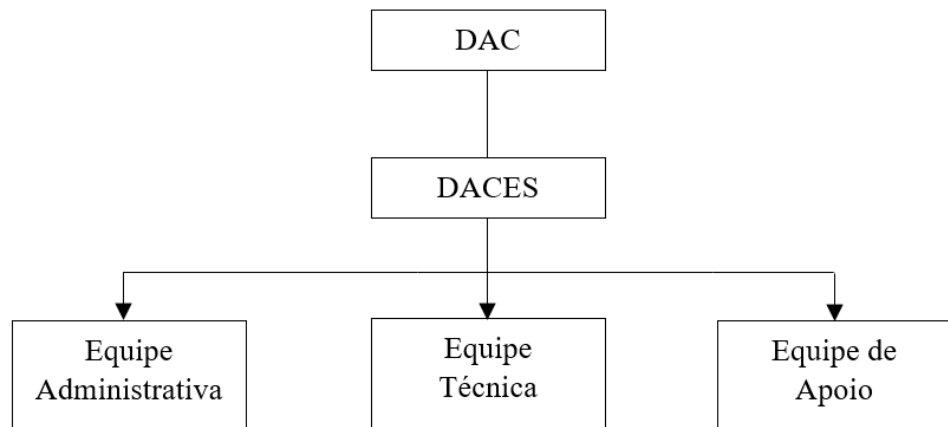 DAC
DACES
Equipe
Administrativa
Equipe
Técnica
Equipe de
Apoio